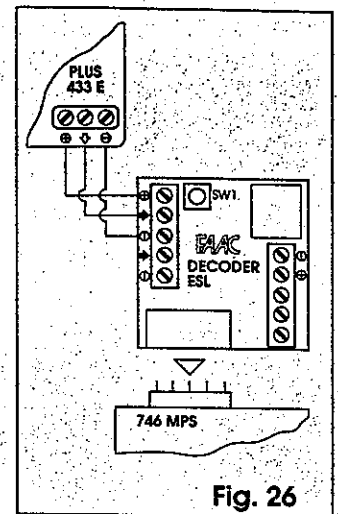 PLUS
433 E
SW1
FAAC
DECODER
ESL
746 MPS
Fig. 26